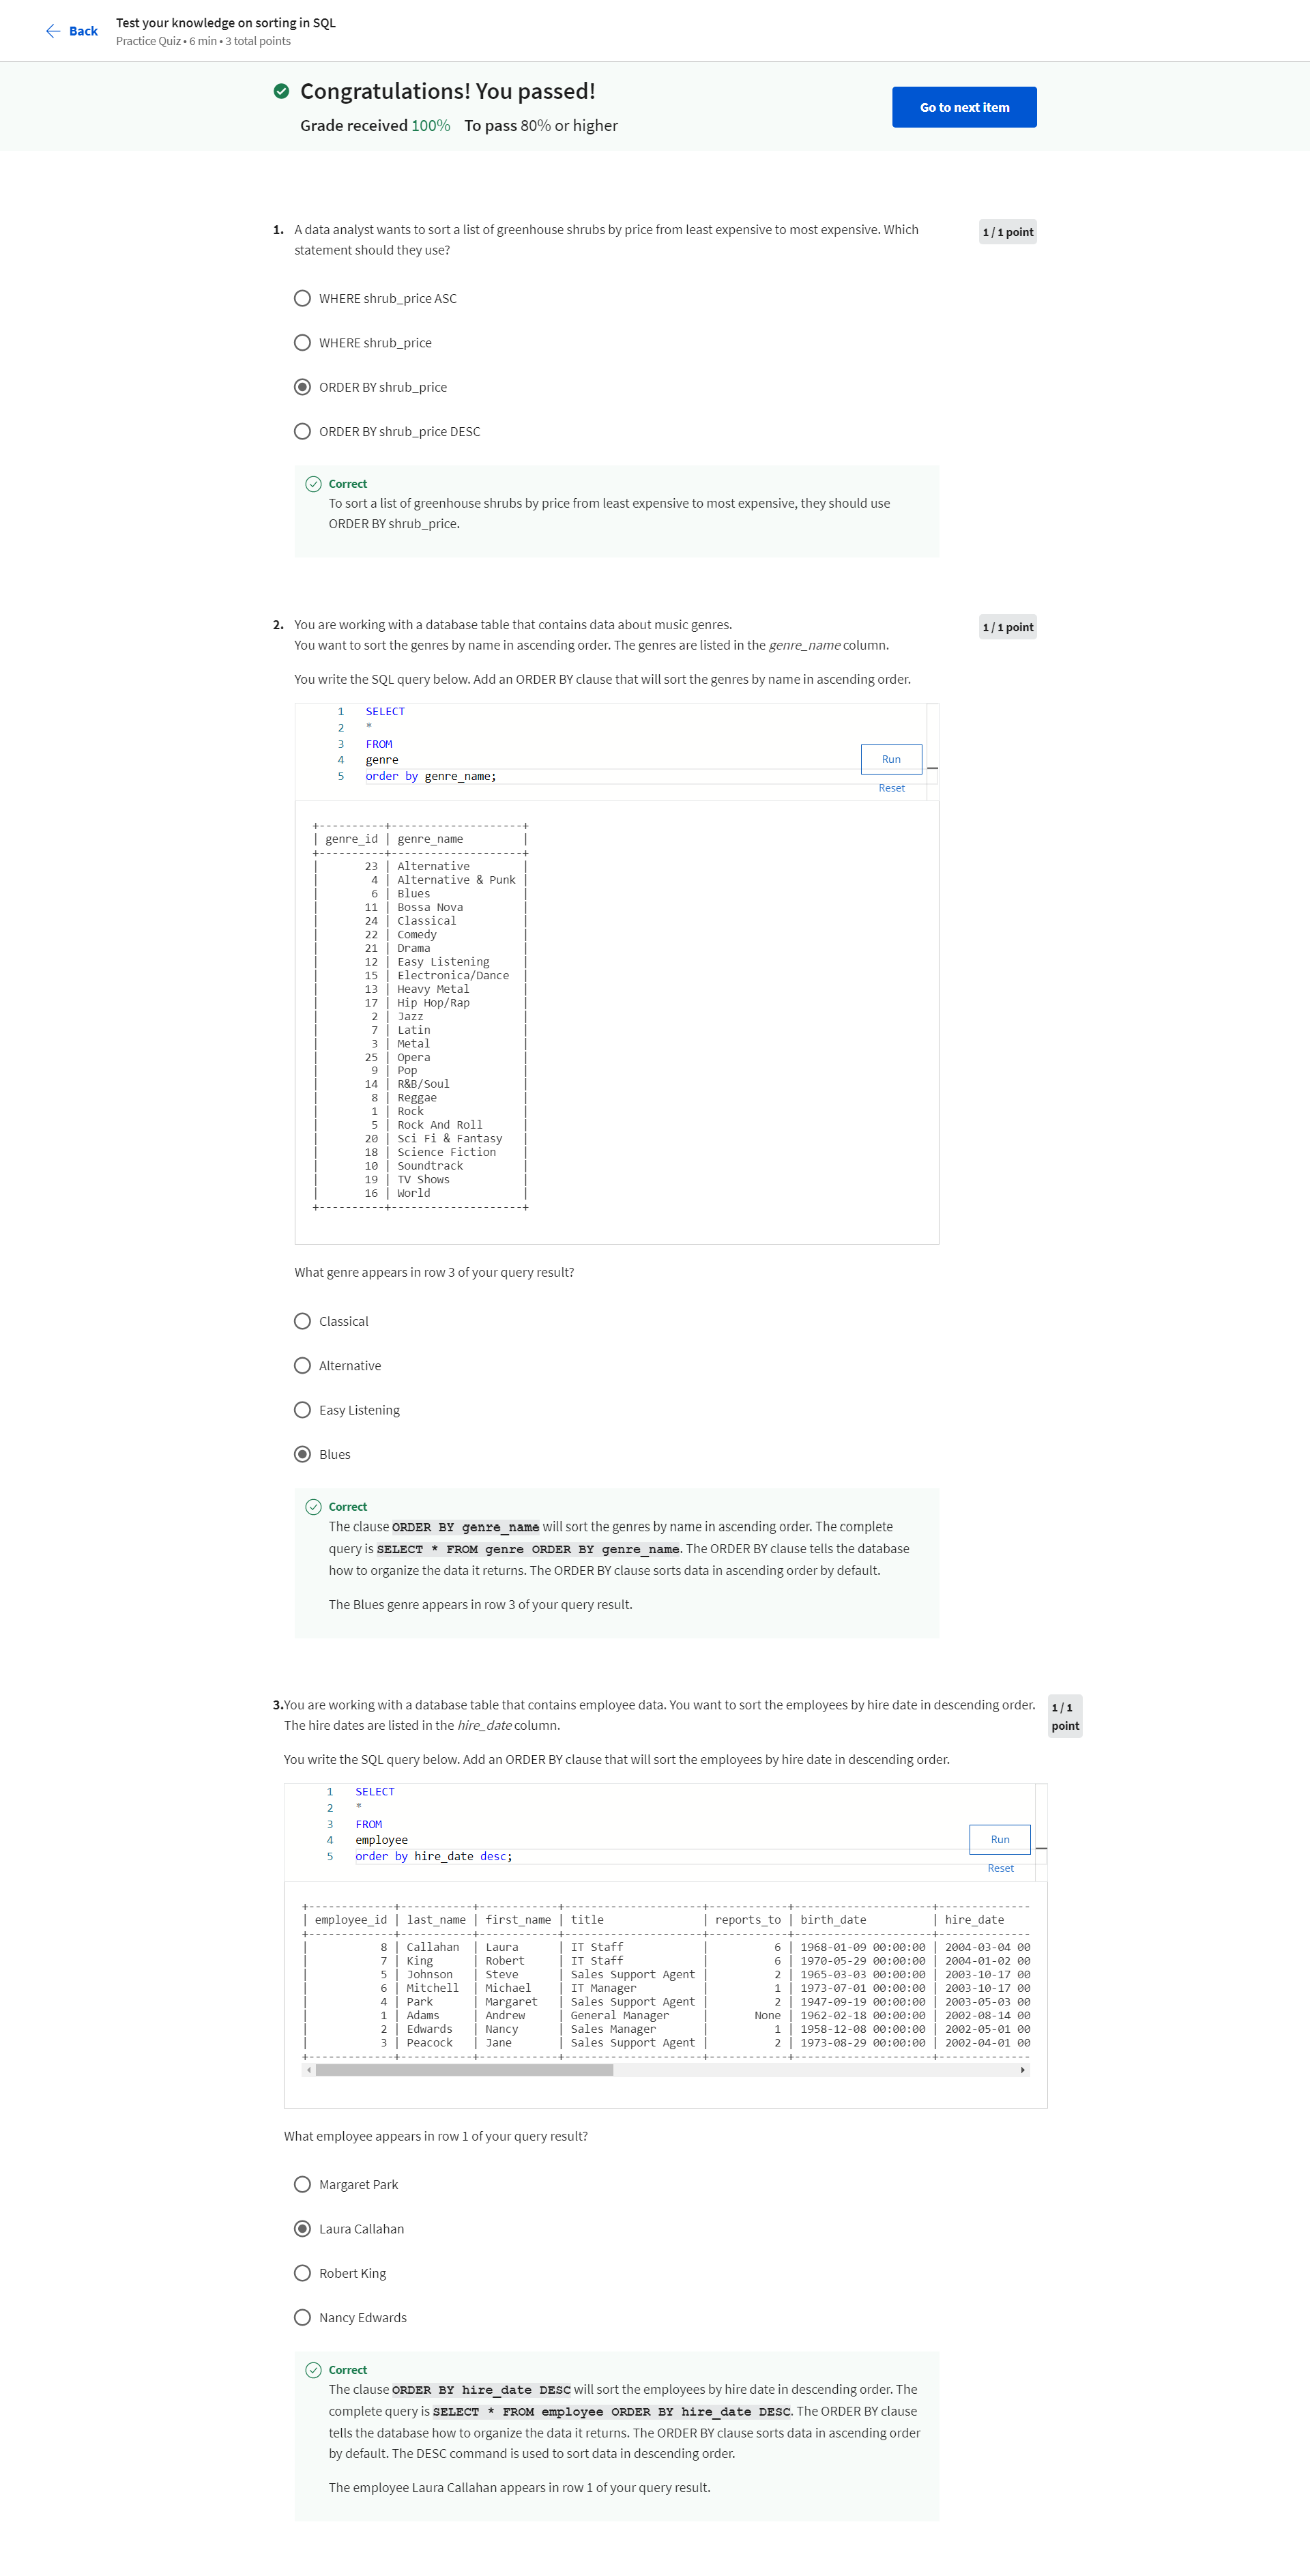 Back
Test your knowledge on sorting in SQL
Practice Quiz • 6 min • 3 total points
Congratulations! You passed!
Grade received 100% To pass 80% or higher
Go to next item
1. A data analyst wants to sort a list of greenhouse shrubs by price from least expensive to most expensive. Which
statement should they use?
1 / 1 point
WHERE shrub_price ASC
WHERE shrub_price
ORDER BY shrub_price
ORDER BY shrub_price DESC
Correct
To sort a list of greenhouse shrubs by price from least expensive to most expensive, they should use
ORDER BY shrub_price.
2. You are working with a database table that contains data about music genres.
1 / 1 point
You want to sort the genres by name in ascending order. The genres are listed in the genre_name column.
You write the SQL query below. Add an ORDER BY clause that will sort the genres by name in ascending order.
1 SELECT
2 *
3 FROM
4 genre
5 order by genre_name;
Run
Reset
+----------+--------------------+
| genre_id | genre_name |
+----------+--------------------+
| 23 | Alternative |
| 4 | Alternative & Punk |
| 6 | Blues |
| 11 | Bossa Nova |
| 24 | Classical |
| 22 | Comedy |
| 21 | Drama |
| 12 | Easy Listening |
| 15 | Electronica/Dance |
| 13 | Heavy Metal |
| 17 | Hip Hop/Rap |
| 2 | Jazz |
| 7 | Latin |
| 3 | Metal |
| 25 | Opera |
| 9 | Pop |
| 14 | R&B/Soul |
| 8 | Reggae |
| 1 | Rock |
| 5 | Rock And Roll |
| 20 | Sci Fi & Fantasy |
| 18 | Science Fiction |
| 10 | Soundtrack |
| 19 | TV Shows |
| 16 | World |
+----------+--------------------+
What genre appears in row 3 of your query result?
Classical
Alternative
Easy Listening
Blues
Correct
The clause ORDER BY genre_name will sort the genres by name in ascending order. The complete
query is SELECT * FROM genre ORDER BY genre_name. The ORDER BY clause tells the database
how to organize the data it returns. The ORDER BY clause sorts data in ascending order by default.
The Blues genre appears in row 3 of your query result.
3. You are working with a database table that contains employee data. You want to sort the employees by hire date in descending order.
The hire dates are listed in the hire_date column.
1 / 1
point
You write the SQL query below. Add an ORDER BY clause that will sort the employees by hire date in descending order.
1 SELECT
2 *
3 FROM
4 employee
5 order by hire_date desc;
Run
Reset
+-------------+-----------+------------+---------------------+------------+---------------------+--------------
| employee_id | last_name | first_name | title | reports_to | birth_date | hire_date
+-------------+-----------+------------+---------------------+------------+---------------------+--------------
| 8 | Callahan | Laura | IT Staff | 6 | 1968-01-09 00:00:00 | 2004-03-04 00
| 7 | King | Robert | IT Staff | 6 | 1970-05-29 00:00:00 | 2004-01-02 00
| 5 | Johnson | Steve | Sales Support Agent | 2 | 1965-03-03 00:00:00 | 2003-10-17 00
| 6 | Mitchell | Michael | IT Manager | 1 | 1973-07-01 00:00:00 | 2003-10-17 00
| 4 | Park | Margaret | Sales Support Agent | 2 | 1947-09-19 00:00:00 | 2003-05-03 00
| 1 | Adams | Andrew | General Manager | None | 1962-02-18 00:00:00 | 2002-08-14 00
| 2 | Edwards | Nancy | Sales Manager | 1 | 1958-12-08 00:00:00 | 2002-05-01 00
| 3 | Peacock | Jane | Sales Support Agent | 2 | 1973-08-29 00:00:00 | 2002-04-01 00
+-------------+-----------+------------+---------------------+------------+---------------------+--------------
What employee appears in row 1 of your query result?
Margaret Park
Laura Callahan
Robert King
Nancy Edwards
Correct
The clause ORDER BY hire_date DESC will sort the employees by hire date in descending order. The
complete query is SELECT * FROM employee ORDER BY hire_date DESC. The ORDER BY clause
tells the database how to organize the data it returns. The ORDER BY clause sorts data in ascending order
by default. The DESC command is used to sort data in descending order.
The employee Laura Callahan appears in row 1 of your query result.